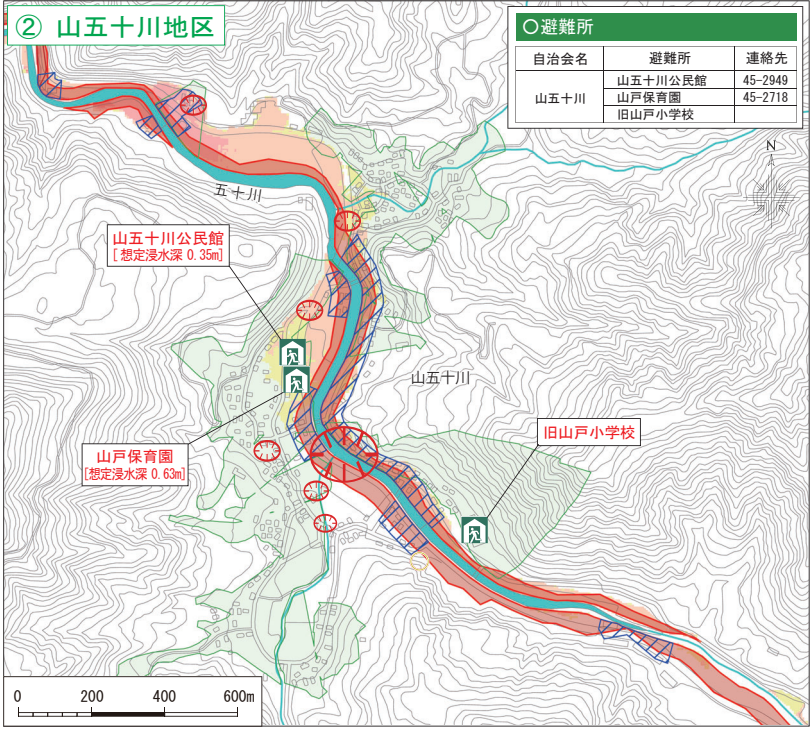 ② 山五十川地区
〇避難所
自治会名 避難所 連絡先
山五十川
山五十川公民館 45-2949
山戸保育園 45-2718
旧山戸小学校
N
五十川
山五十川公民館
[想定浸水深 0.35m]
山五十川
旧山戸小学校
山戸保育園
[想定浸水深 0.63m]
0 200 400 600m